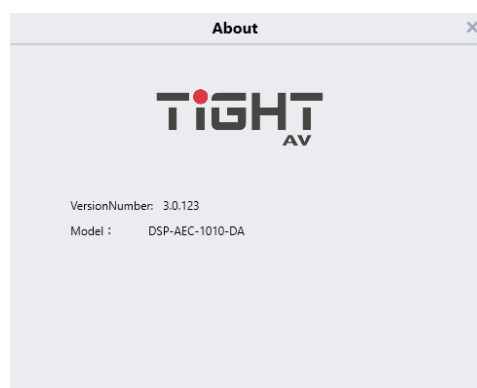 About
TiGHT
AV
VersionNumber: 3.0.123
Model : DSP-AEC-1010-DA